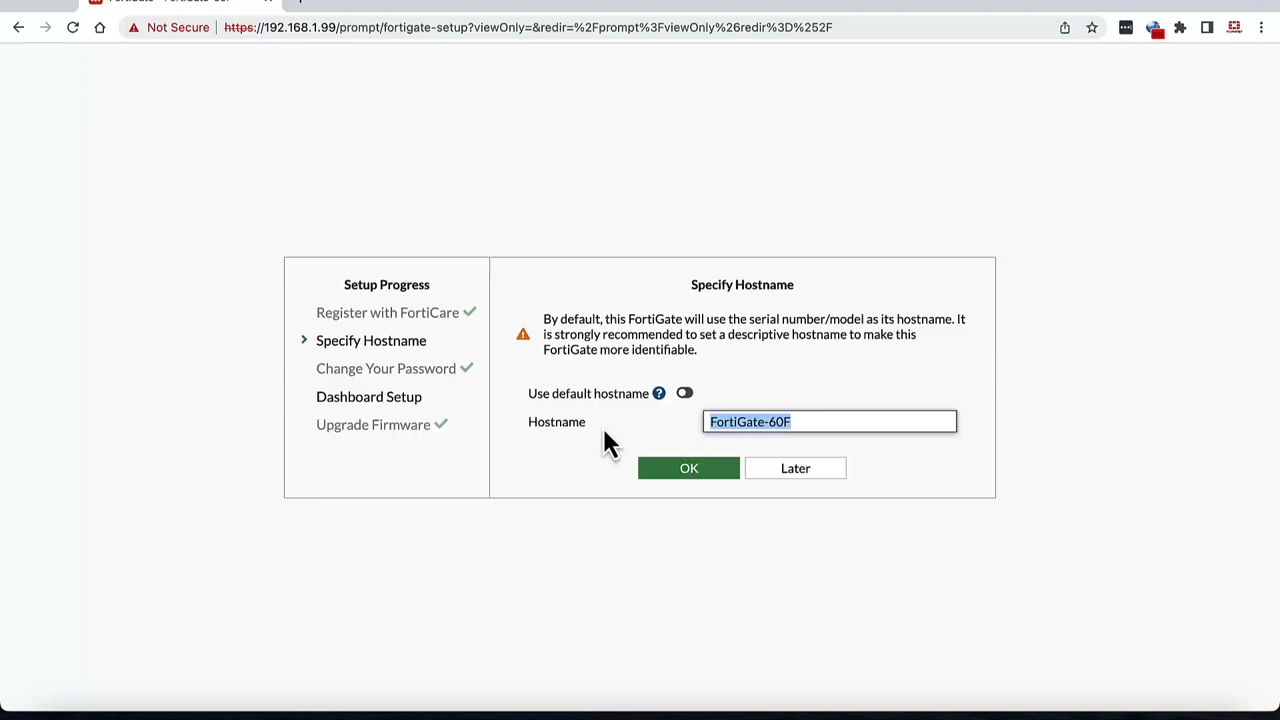 Not Secure
https://192.168.1.99/prompt/fortigate-setup?viewOnly=&redir=%2Fprompt%3FviewOnly%26redir%3D%252F
Setup Progress
Register with FortiCare
Specify Hostname
Change Your Password
Dashboard Setup
Upgrade Firmware
Specify Hostname
By default, this FortiGate will use the serial number/model as its hostname. It
is strongly recommended to set a descriptive hostname to make this
FortiGate more identifiable.
Use default hostname
Hostname
FortiGate-60F
OK
Later